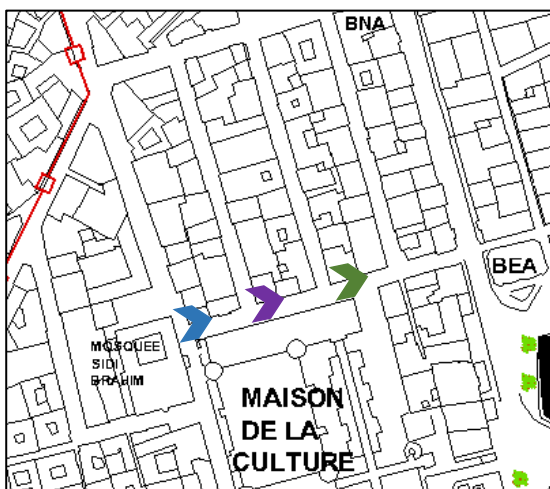 BNA
BEA
MOSQUEE
SIDI
BRAHIM
MAISON
DE LA
CULTURE